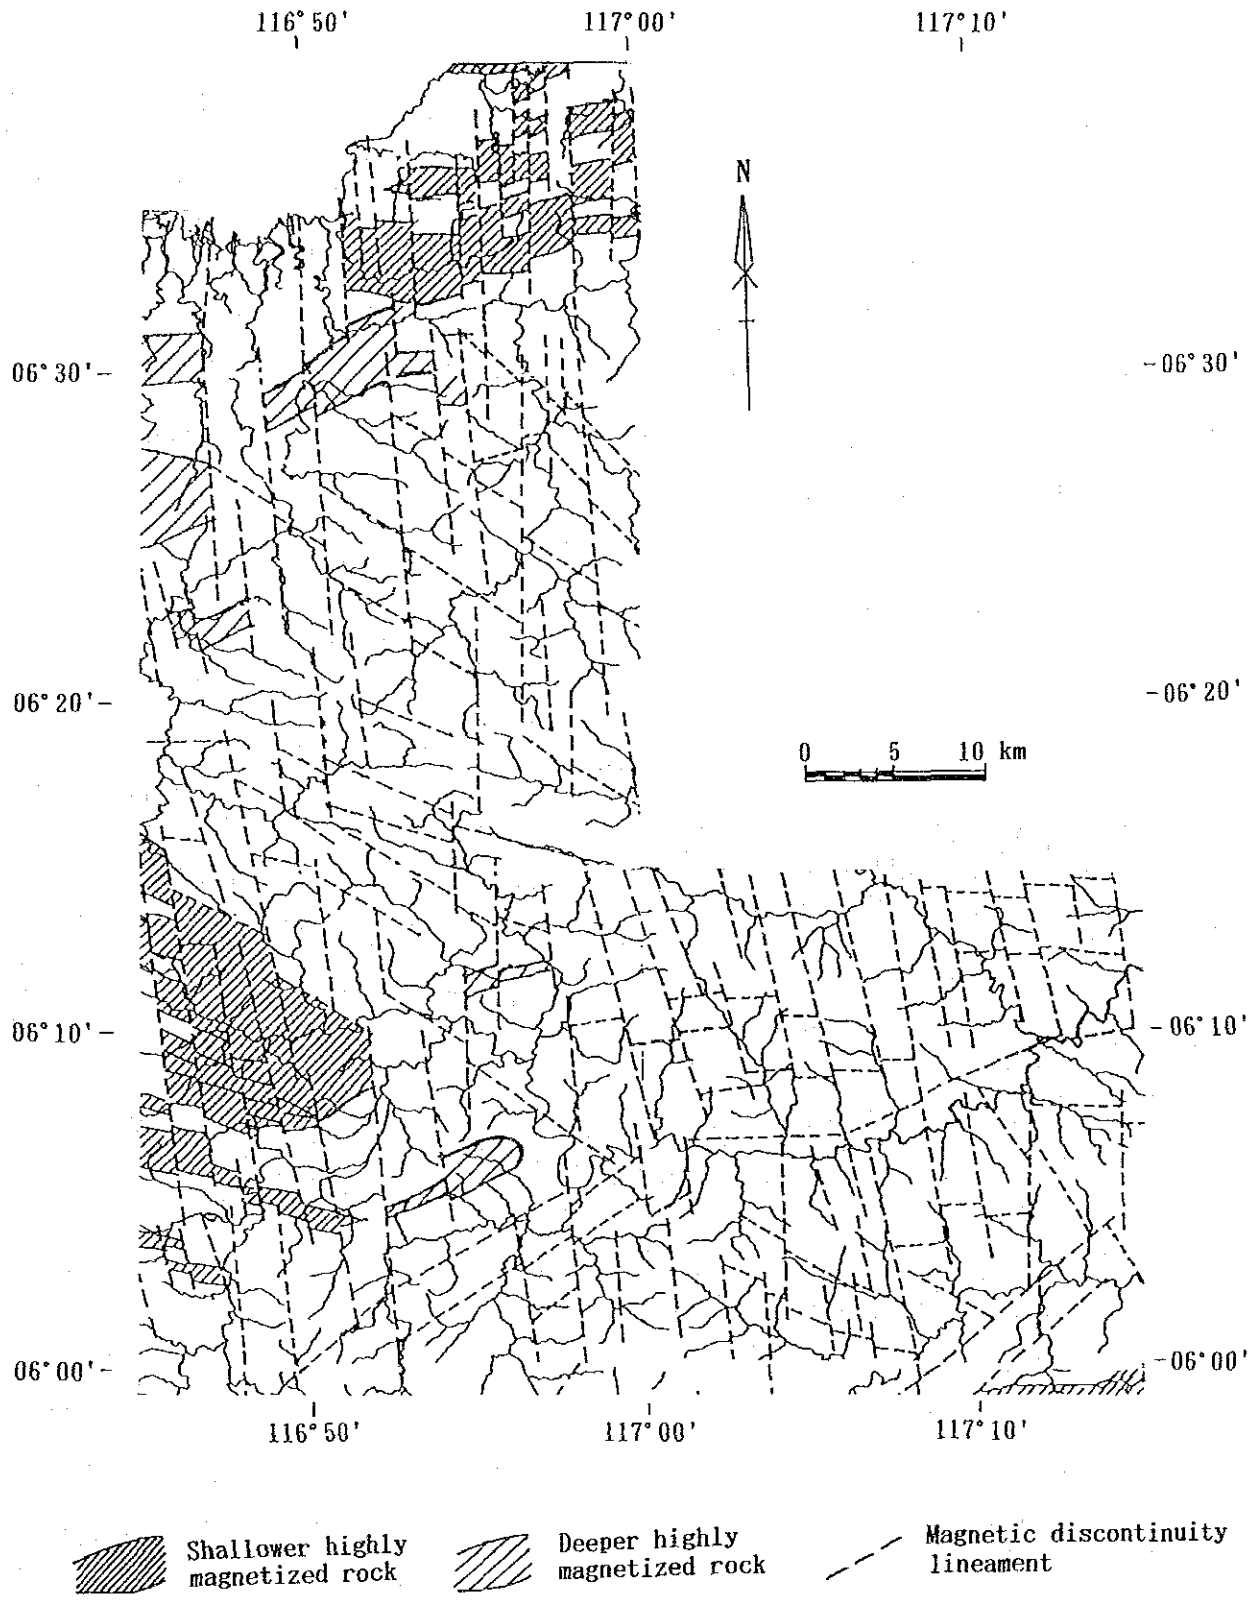 116°50' 117°00' 117°10'
N
06°30' 06°30'
06°20' 06°20'
0 5 10 km
06°10' 06°10'
06°00' 06°00'
116°50' 117°00' 117°10'
Shallower highly
magnetized rock
Deeper highly
magnetized rock
Magnetic discontinuity
lineament